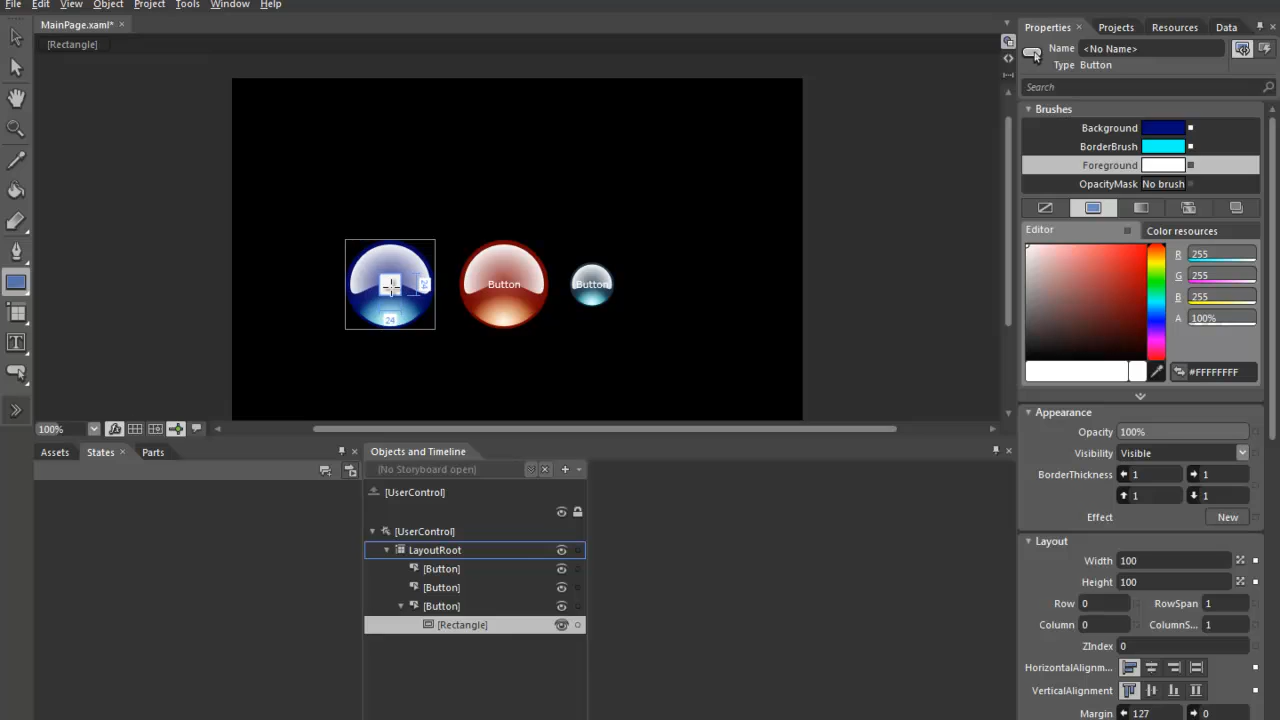 File Edit View Object Project Tools Window Help
MainPage.xaml* ×
[Rectangle]
Button
Button
24
24
100%
Properties × Projects Resources Data
Name <No Name>
Type Button
Search
Brushes
Background
BorderBrush
Foreground
OpacityMask No brush
Editor Color resources
R 255
G 255
B 255
A 100%
#FFFFFFFF
Appearance
Opacity 100%
Visibility Visible
BorderThickness 1 1
1 1
Effect New
Layout
Width 100
Height 100
Row 0 RowSpan 1
Column 0 ColumnS... 1
ZIndex 0
HorizontalAlignm...
VerticalAlignment
Margin 127 0
Assets States × Parts
Objects and Timeline
(No Storyboard open)
[UserControl]
[UserControl]
LayoutRoot
[Button]
[Button]
[Button]
[Rectangle]